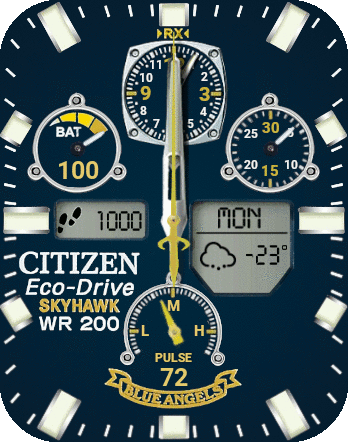 RX
11 12 1
10 2
9 3
8 4
7 6 5
BAT
100
30
25 5
20 10
15
1000
MON
-23°
CITIZEN
Eco-Drive
SKYHAWK
WR 200
M
L H
PULSE
72
BLUE ANGELS